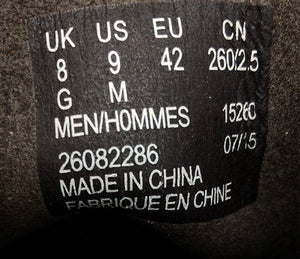 UK US EU CN
8 9 42 260/2.5
G M
MEN/HOMMES 15260
26082286 07/15
MADE IN CHINA
FABRIQUE EN CHINE